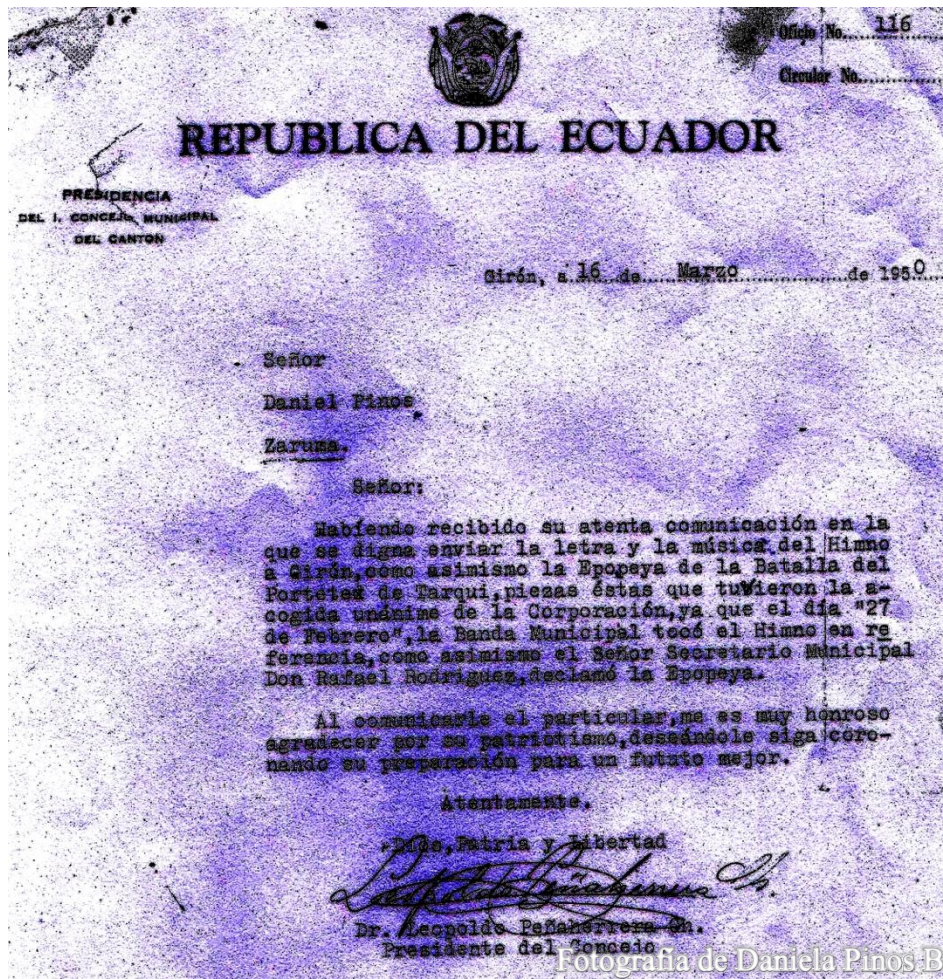 Oficio No. 116
Circular No.
REPUBLICA DEL ECUADOR
PRESIDENCIA
DEL I. CONCEJO MUNICIPAL
DEL CANTON
Girón, a 16 de Marzo de 1950
Señor
Daniel Pinos
Zaruma.
Señor:
Habiendo recibido su atenta comunicación en la
que se digna enviar la letra y la música del Himno
a Girón,como asimismo la Epopeya de la Batalla del
Portetes de Tarqui,piezas éstas que tuvieron la a-
cogida unánime de la Corporación,ya que el día "27
de Febrero",la Banda Municipal tocó el Himno en re
ferencia,como asimismo el Señor Secretario Municipal
Don Rafael Rodriguez,declamó la Epopeya.
Al comunicarle el particular,me es muy honroso
agradecer por su patriotismo,deseándole siga coro-
nando su preparación para un futuro mejor.
Atentamente.
Dios,Patria y Libertad
Dr. Leopoldo Peñaherrera Ch.
Presidente del Concejo
Fotografía de Daniela Pinos B